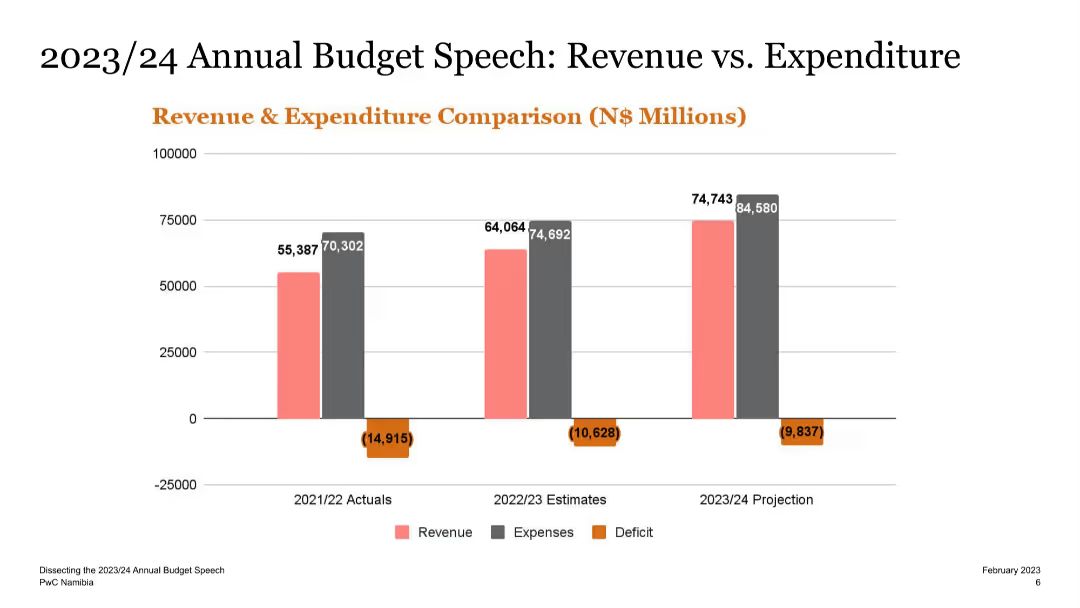 2023/24 Annual Budget Speech: Revenue vs. Expenditure
Revenue & Expenditure Comparison (N$ Millions)
100000
75000
50000
25000
0
-25000
55,387
70,302
(14,915)
64,064
74,692
(10,628)
74,743
84,580
(9,837)
2021/22 Actuals
2022/23 Estimates
2023/24 Projection
Revenue
Expenses
Deficit
Dissecting the 2023/24 Annual Budget Speech
PwC Namibia
February 2023
6